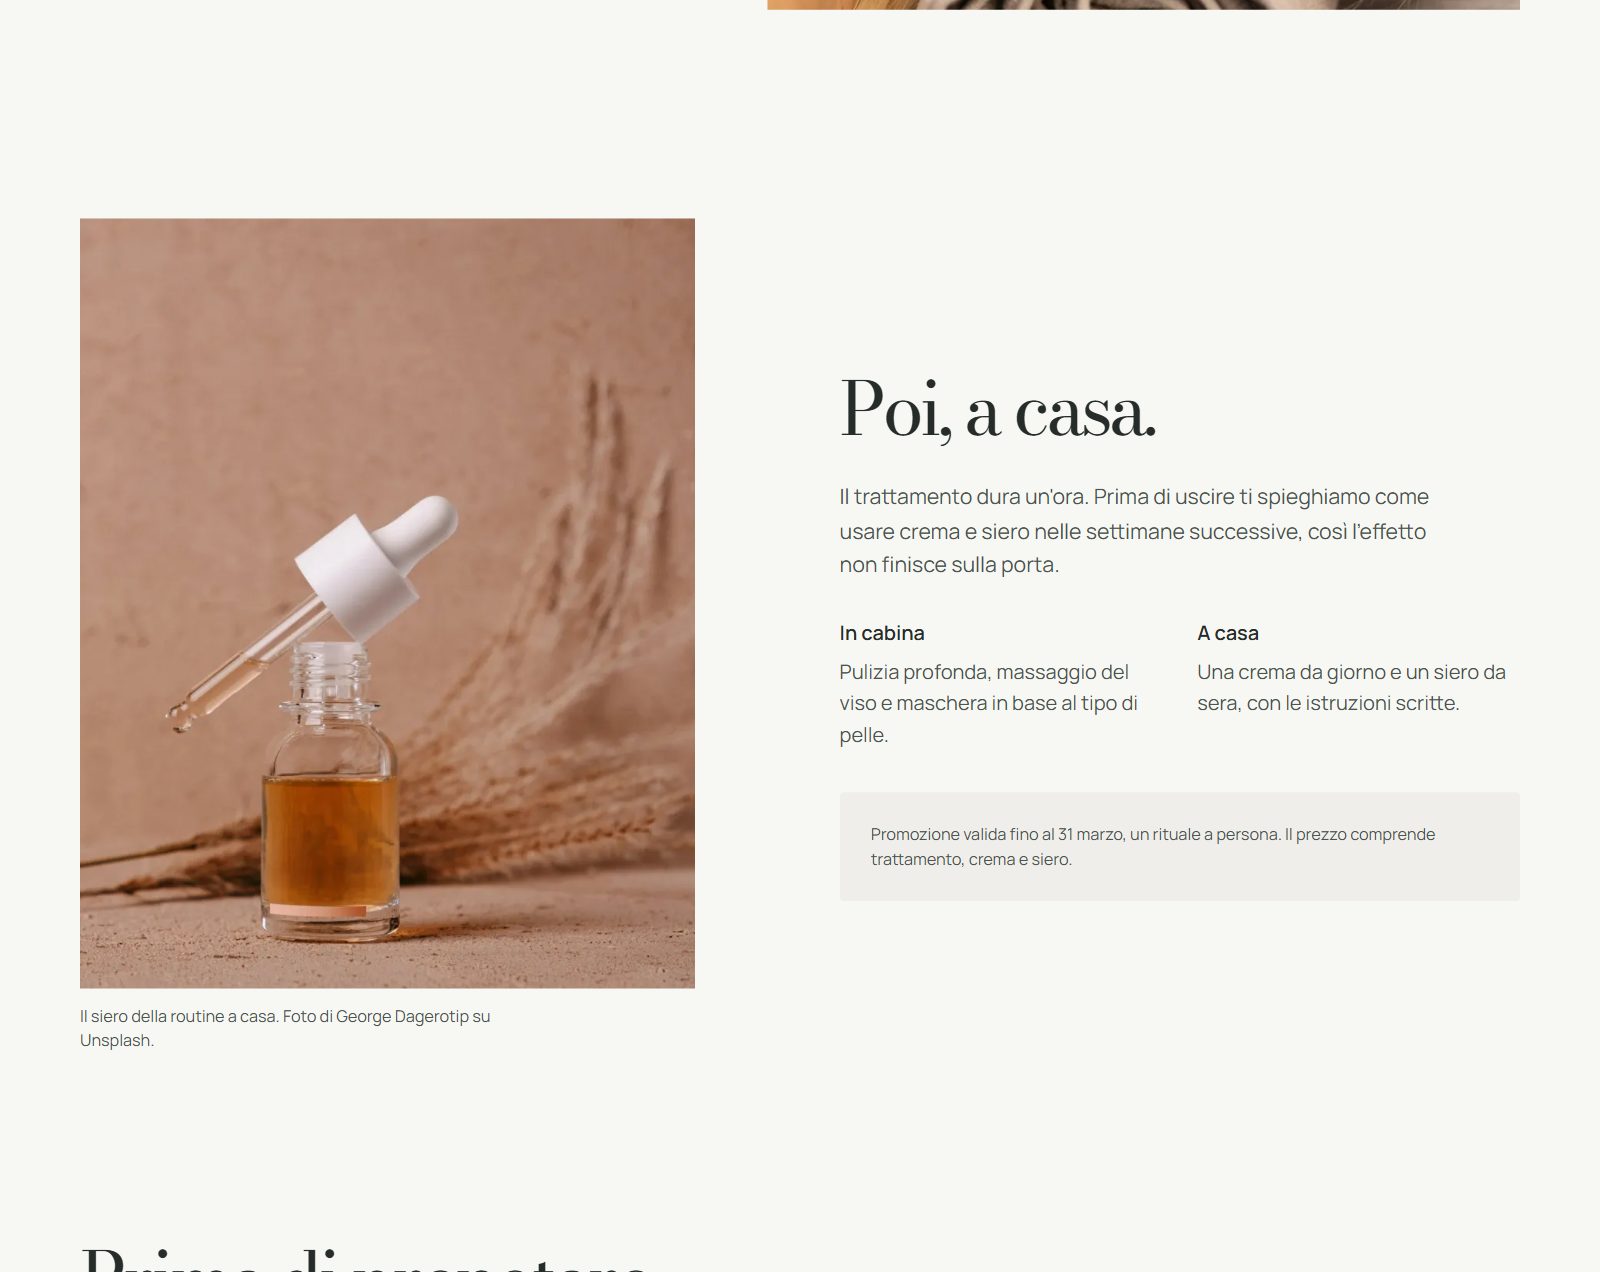 Poi, a casa.
Il trattamento dura un'ora. Prima di uscire ti spieghiamo come
usare crema e siero nelle settimane successive, così l'effetto
non finisce sulla porta.
In cabina
Pulizia profonda, massaggio del
viso e maschera in base al tipo di
pelle.
A casa
Una crema da giorno e un siero da
sera, con le istruzioni scritte.
Promozione valida fino al 31 marzo, un rituale a persona. Il prezzo comprende
trattamento, crema e siero.
Il siero della routine a casa. Foto di George Dagerotip su
Unsplash.
Prima di prenotare